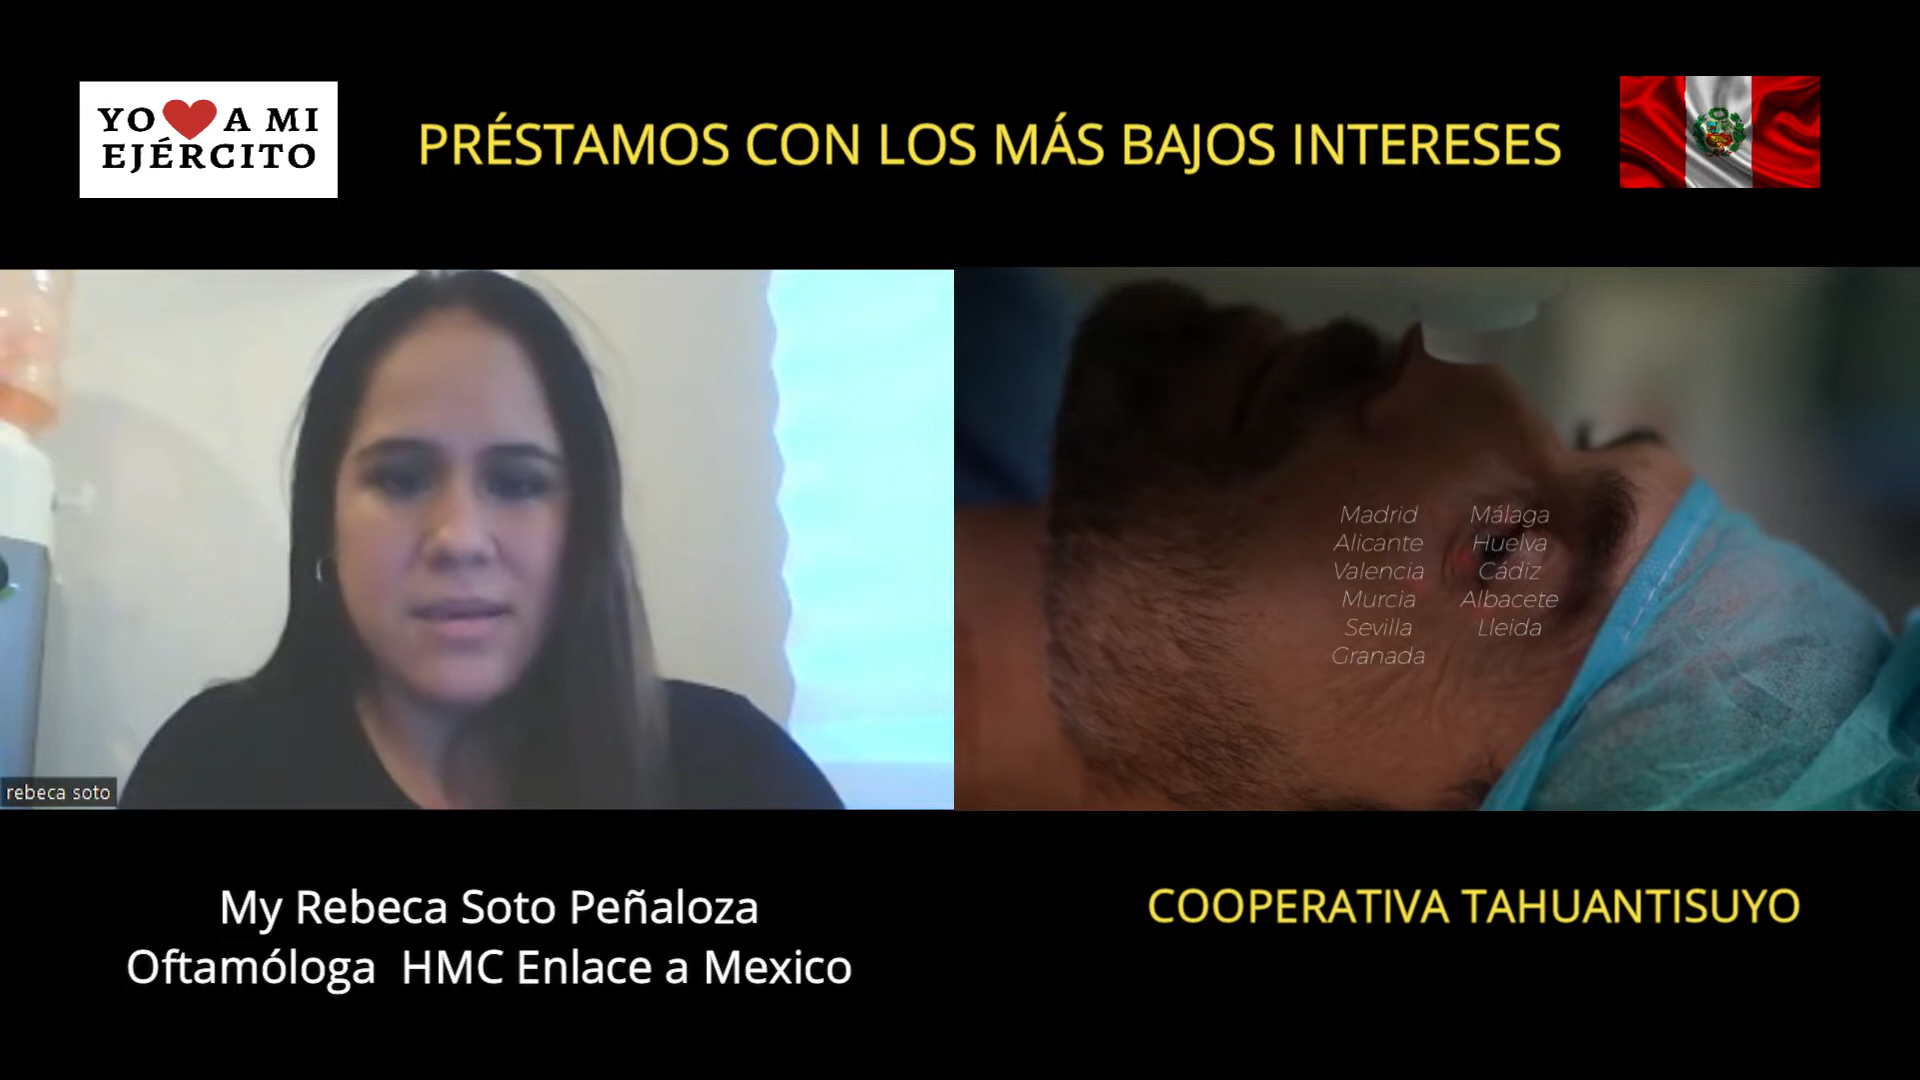 YO A MI
EJÉRCITO
PRÉSTAMOS CON LOS MÁS BAJOS INTERESES
rebeca soto
Madrid
Alicante
Valencia
Murcia
Sevilla
Granada
Málaga
Huelva
Cádiz
Albacete
Lleida
My Rebeca Soto Peñaloza
Oftamóloga HMC Enlace a Mexico
COOPERATIVA TAHUANTISUYO